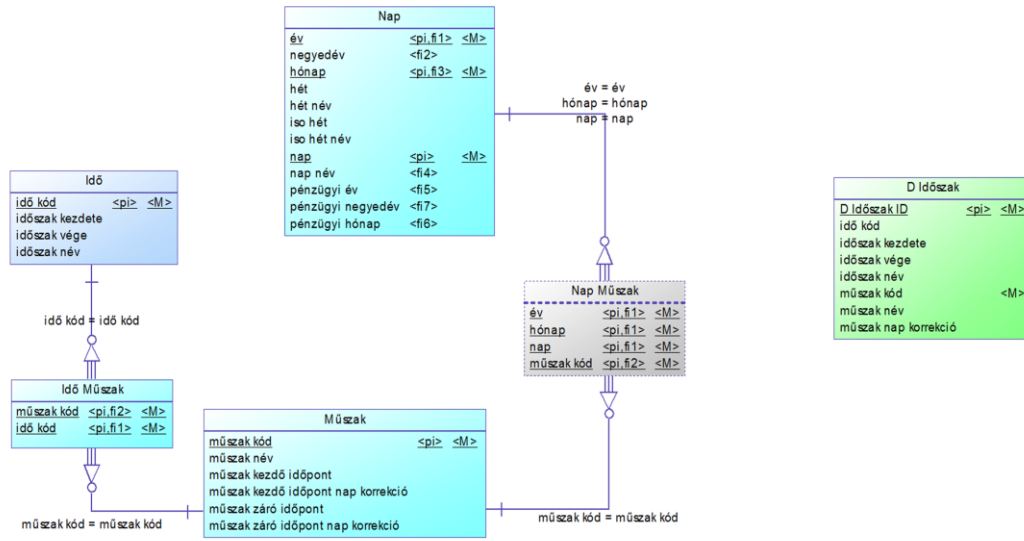 Nap
év <pi,fi1> <M>
negyedév <fi2>
hónap <pi,fi3> <M>
hét
hét név
iso hét
iso hét név
nap <pi> <M>
nap név <fi4>
pénzügyi év <fi5>
pénzügyi negyedév <fi7>
pénzügyi hónap <fi6>
év = év
hónap = hónap
nap = nap
Idő
idő kód <pi> <M>
időszak kezdete
időszak vége
időszak név
D Időszak
D Időszak ID <pi> <M>
idő kód
időszak kezdete
időszak vége
időszak név
műszak kód <M>
műszak név
műszak nap korrekció
idő kód = idő kód
Nap Műszak
év <pi,fi1> <M>
hónap <pi,fi1> <M>
nap <pi,fi1> <M>
műszak kód <pi,fi2> <M>
Idő Műszak
műszak kód <pi,fi2> <M>
idő kód <pi,fi1> <M>
Műszak
műszak kód <pi> <M>
műszak név
műszak kezdő időpont
műszak kezdő időpont nap korrekció
műszak záró időpont
műszak záró időpont nap korrekció
műszak kód = műszak kód
műszak kód = műszak kód